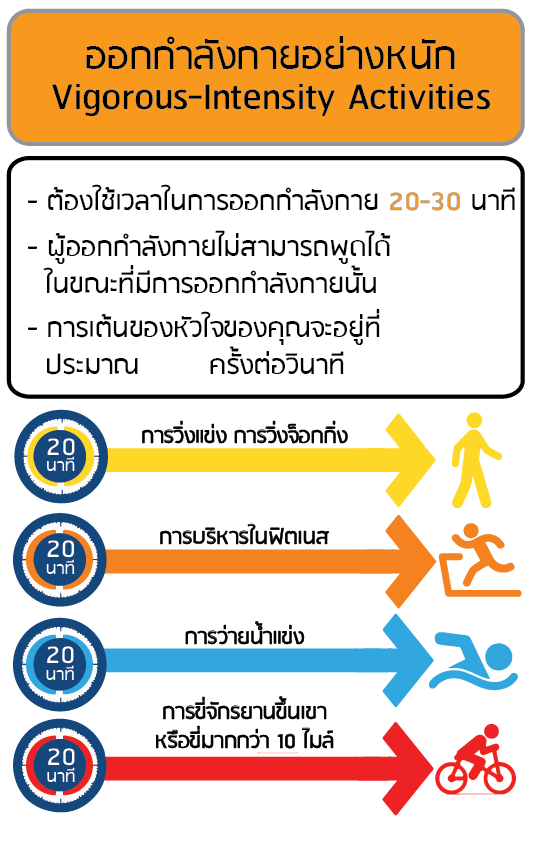 ออกกำลังกายอย่างหนัก
Vigorous-Intensity Activities
- ต้องใช้เวลาในการออกกำลังกาย 20-30 นาที
- ผู้ออกกำลังกายไม่สามารถพูดได้
ในขณะที่มีการออกกำลังกายนั้น
- การเต้นของหัวใจของคุณจะอยู่ที่
ประมาณ ครั้งต่อวินาที
20
นาที
การวิ่งแข่ง การวิ่งจ็อกกิ่ง
20
นาที
การบริหารในฟิตเนส
20
นาที
การว่ายน้ำแข่ง
20
นาที
การขี่จักรยานขึ้นเขา
หรือขี่มากกว่า 10 ไมล์